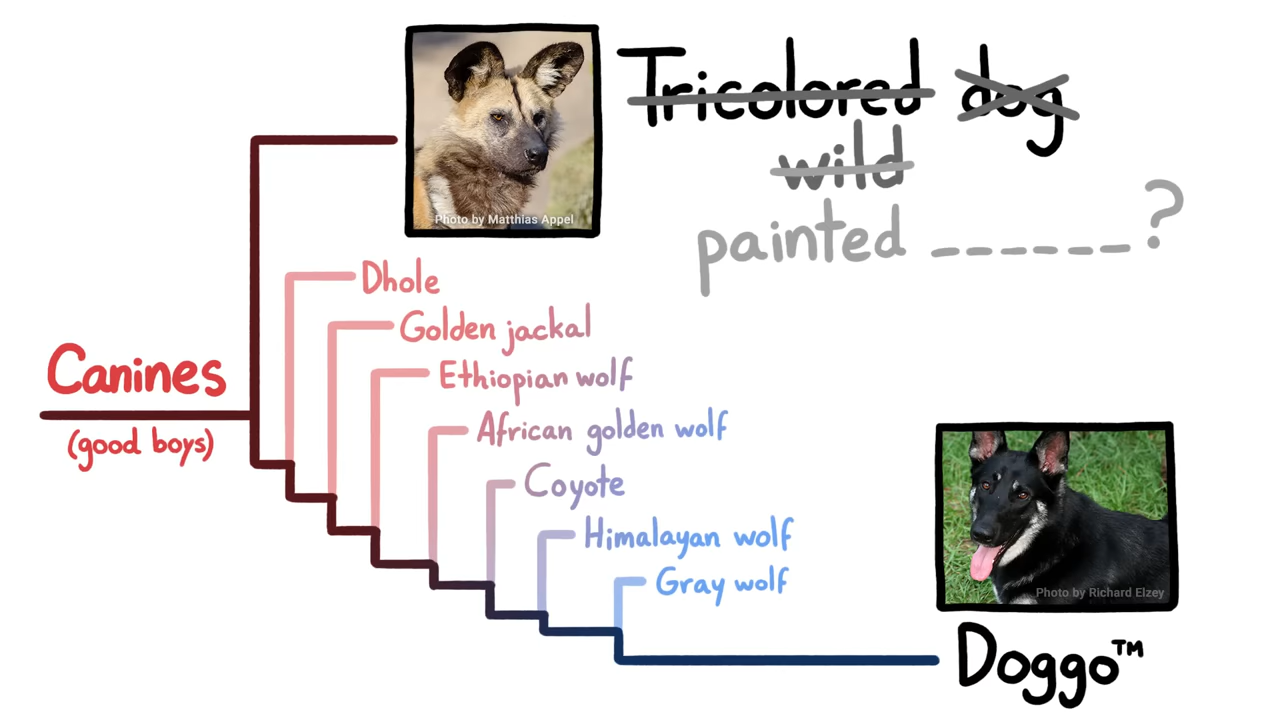 Tricolored dog
wild
painted ______?
Photo by Matthias Appel
Dhole
Golden jackal
Canines
(good boys)
Ethiopian wolf
African golden wolf
Coyote
Himalayan wolf
Gray wolf
Photo by Richard Elzey
Doggo™